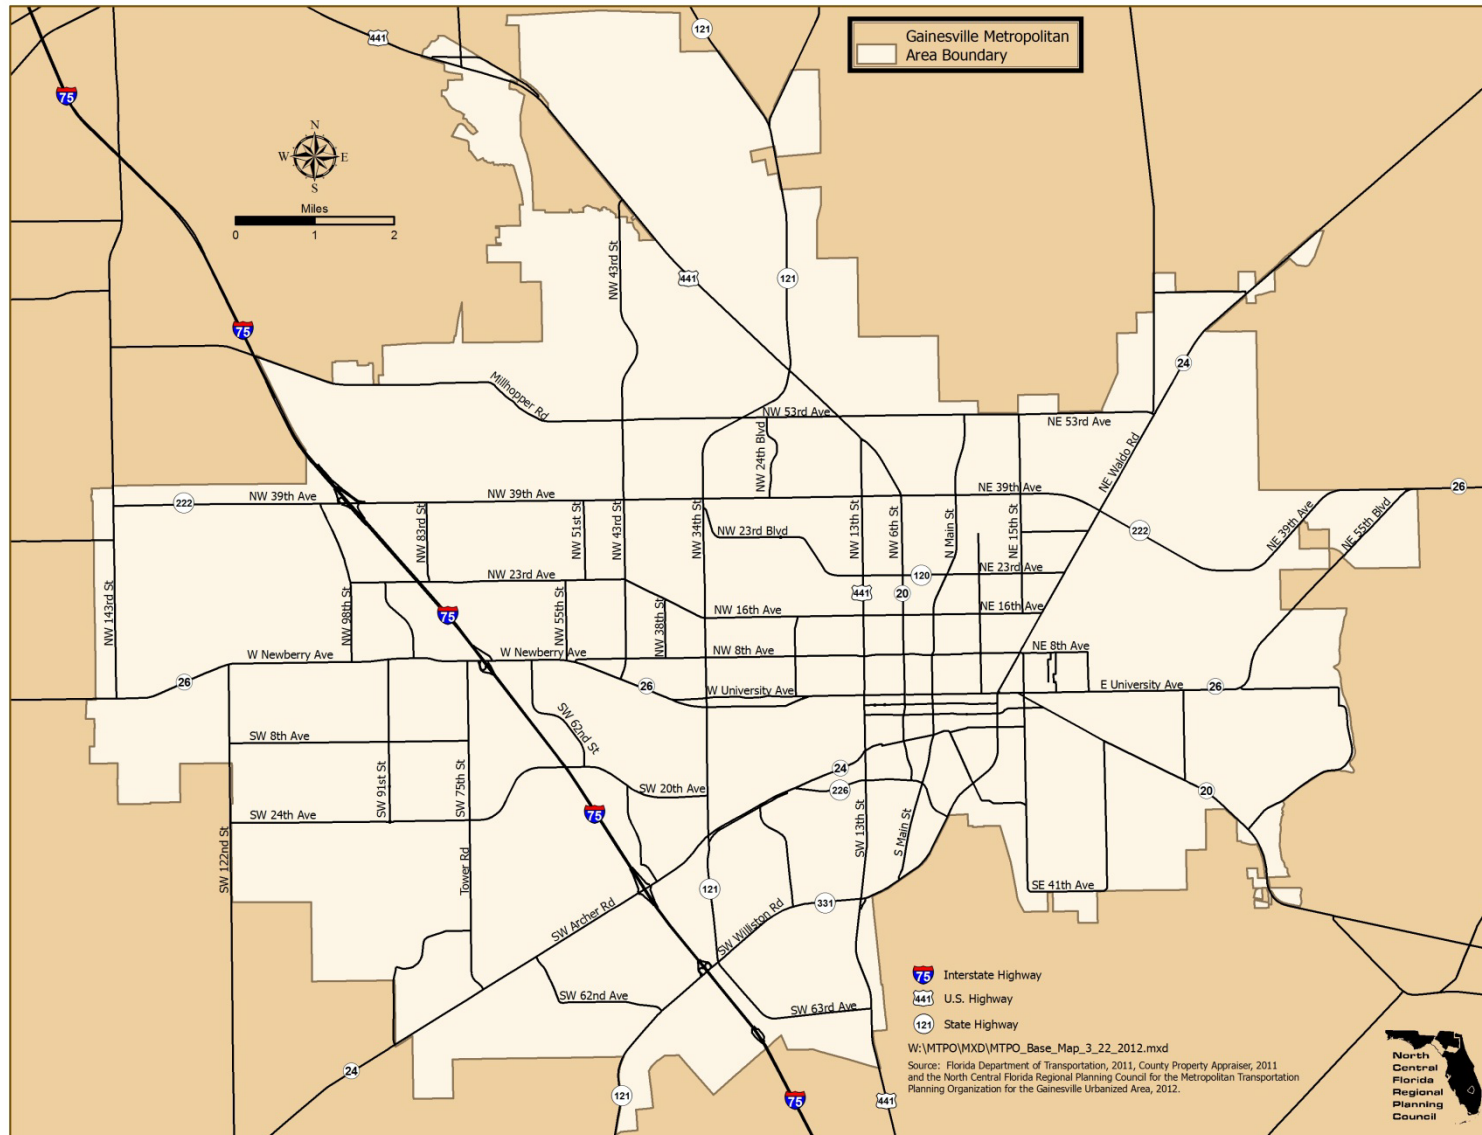 441
121
Gainesville Metropolitan
Area Boundary
75
N
W
E
S
Miles
0
1
2
NW 43rd St
441
121
75
24
Millhopper Rd
NW 53rd Ave
NE 53rd Ave
NW 24th Blvd
NE Waldo Rd
222
NW 39th Ave
NW 39th Ave
NE 39th Ave
26
NW 83rd St
NW 51st St
NW 43rd St
NW 34th St
NW 23rd Blvd
NW 13th St
NW 6th St
N Main St
NE 15th St
222
NE 39th Ave
NE 55th Blvd
NW 23rd Ave
120
NE 23rd Ave
441
20
NW 143rd St
NW 98th St
75
NW 55th St
NW 38th St
NW 16th Ave
NE 16th Ave
W Newberry Ave
W Newberry Ave
NW 8th Ave
NE 8th Ave
26
26
W University Ave
E University Ave
26
SW 62nd St
SW 8th Ave
SW 91st St
SW 75th St
24
226
SW 20th Ave
20
SW 24th Ave
75
SW 122nd St
Tower Rd
SW 13th St
S Main St
121
SE 41th Ave
SW Archer Rd
SW Williston Rd
331
SW 62nd Ave
SW 63rd Ave
75
Interstate Highway
441
U.S. Highway
121
State Highway
W:\MTPO\MXD\MTPO_Base_Map_3_22_2012.mxd
Source: Florida Department of Transportation, 2011, County Property Appraiser, 2011
and the North Central Florida Regional Planning Council for the Metropolitan Transportation
Planning Organization for the Gainesville Urbanized Area, 2012.
24
121
75
441
North
Central
Florida
Regional
Planning
Council